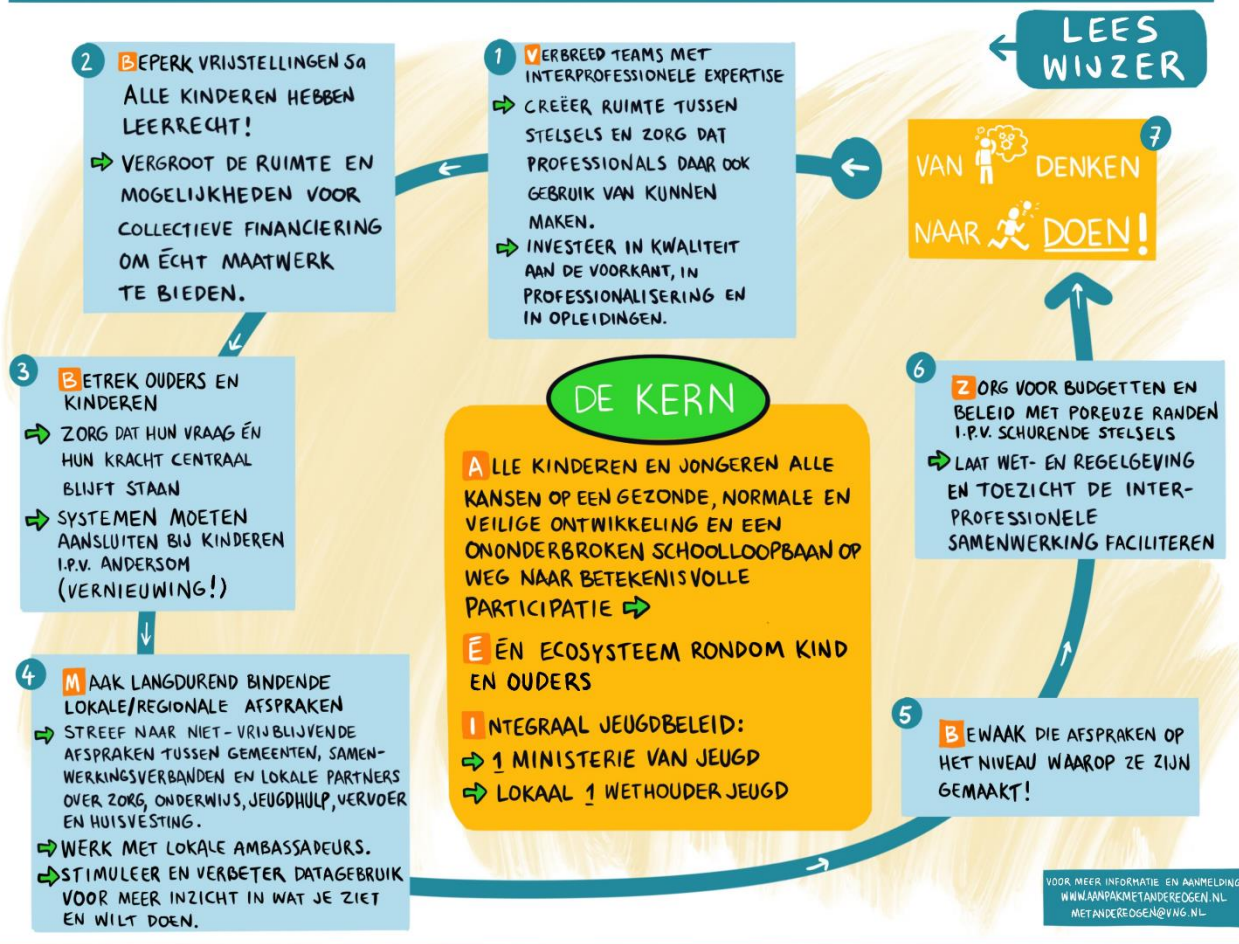 LEES
WIJZER
1
VERBREED TEAMS MET
INTERPROFESSIONELE EXPERTISE
CREËER RUIMTE TUSSEN
STELSELS EN ZORG DAT
PROFESSIONALS DAAR OOK
GEBRUIK VAN KUNNEN
MAKEN.
INVESTEER IN KWALITEIT
AAN DE VOORKANT, IN
PROFESSIONALISERING EN
IN OPLEIDINGEN.
2
BEPERK VRIJSTELLINGEN 5a
ALLE KINDEREN HEBBEN
LEERRECHT!
VERGROOT DE RUIMTE EN
MOGELIJKHEDEN VOOR
COLLECTIEVE FINANCIERING
OM ÉCHT MAATWERK
TE BIEDEN.
3
BETREK OUDERS EN
KINDEREN
ZORG DAT HUN VRAAG ÉN
HUN KRACHT CENTRAAL
BLIJFT STAAN
SYSTEMEN MOETEN
AANSLUITEN BIJ KINDEREN
I.P.V. ANDERSOM
(VERNIEUWING!)
4
MAAK LANGDUREND BINDENDE
LOKALE/REGIONALE AFSPRAKEN
STREEF NAAR NIET-VRIJBLIJVENDE
AFSPRAKEN TUSSEN GEMEENTEN, SAMEN-
WERKINGSVERBANDEN EN LOKALE PARTNERS
OVER ZORG, ONDERWIJS, JEUGDHULP, VERVOER
EN HUISVESTING.
WERK MET LOKALE AMBASSADEURS.
STIMULEER EN VERBETER DATAGEBRUIK
VOOR MEER INZICHT IN WAT JE ZIET
EN WILT DOEN.
5
BEWAAK DIE AFSPRAKEN OP
HET NIVEAU WAAROP ZE ZIJN
GEMAAKT!
6
ZORG VOOR BUDGETTEN EN
BELEID MET POREUZE RANDEN
I.P.V. SCHURENDE STELSELS
LAAT WET- EN REGELGEVING
EN TOEZICHT DE INTER-
PROFESSIONELE
SAMENWERKING FACILITEREN
7
VAN DENKEN
NAAR DOEN!
DE KERN
ALLE KINDEREN EN JONGEREN ALLE
KANSEN OP EEN GEZONDE, NORMALE EN
VEILIGE ONTWIKKELING EN EEN
ONONDERBROKEN SCHOOLLOOPBAAN OP
WEG NAAR BETEKENISVOLLE
PARTICIPATIE
ÉÉN ECOSYSTEEM RONDOM KIND
EN OUDERS
INTEGRAAL JEUGDBELEID:
1 MINISTERIE VAN JEUGD
LOKAAL 1 WETHOUDER JEUGD
VOOR MEER INFORMATIE EN AANMELDING
WWW.AANPAKMETANDEREOGEN.NL
METANDEREOGEN@VNG.NL